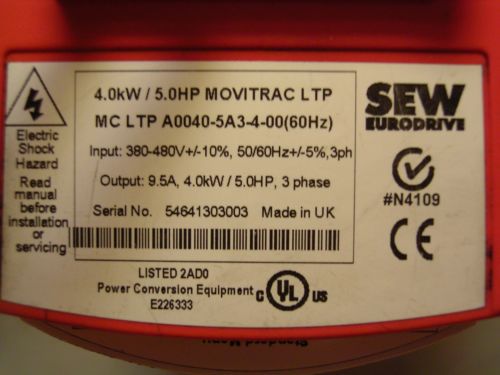 4.0kW / 5.0HP MOVITRAC LTP
MC LTP A0040-5A3-4-00(60Hz)
Input: 380-480V+/-10%, 50/60Hz+/-5%,3ph
Output: 9.5A, 4.0kW / 5.0HP, 3 phase
Serial No. 54641303003 Made in UK
Electric
Shock
Hazard
Read
manual
before
installation
or
servicing
SEW
EURODRIVE
#N4109
CE
LISTED 2AD0
Power Conversion Equipment
E226333
C UL US
Standard